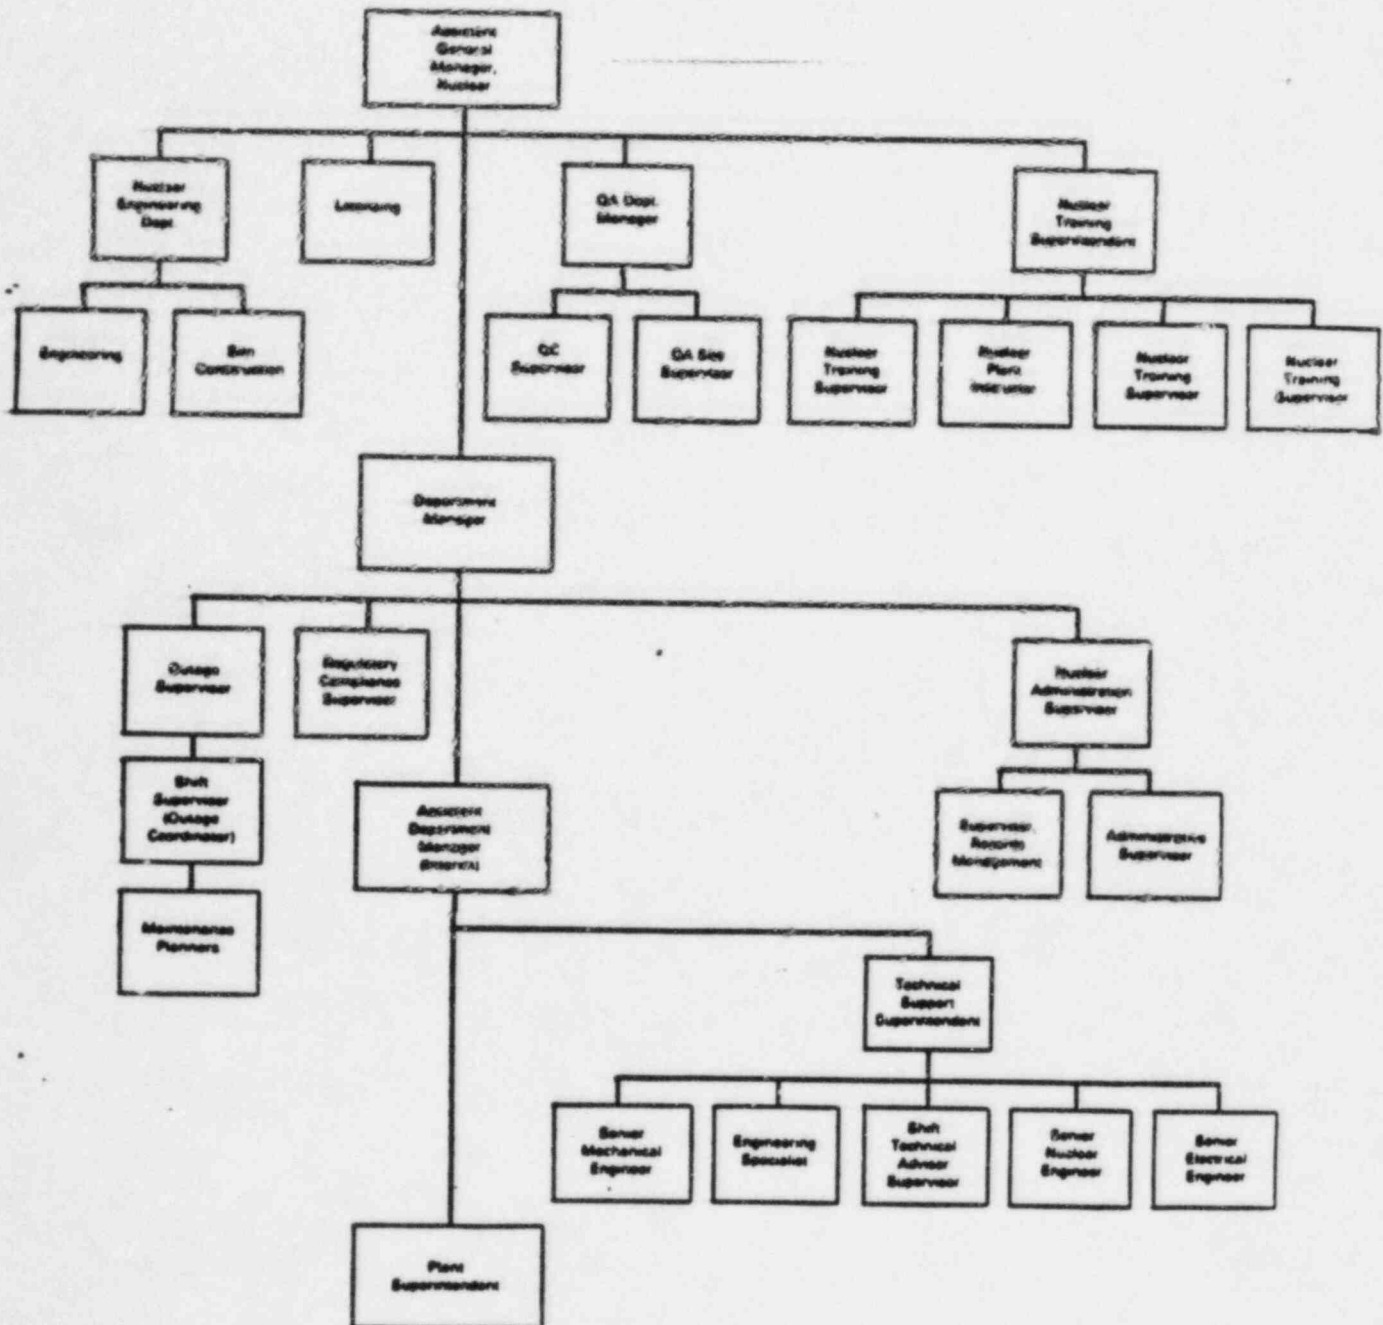 Assistant
General
Manager,
Nuclear
Nuclear
Engineering
Dept.
Licensing
QA Dept.
Manager
Nuclear
Training
Superintendent
Engineering
Site
Construction
QC
Supervisor
QA Site
Supervisor
Nuclear
Training
Supervisor
Nuclear
Plant
Instructor
Nuclear
Training
Supervisor
Nuclear
Training
Supervisor
Department
Manager
Outage
Supervisor
Regulatory
Compliance
Supervisor
Nuclear
Administration
Supervisor
Shift
Supervisor
(Outage
Coordinator)
Assistant
Department
Manager
Supervisor,
Records
Management
Administrative
Supervisor
Maintenance
Planners
Technical
Support
Superintendent
Senior
Mechanical
Engineer
Engineering
Specialist
Shift
Technical
Advisor
Supervisor
Senior
Nuclear
Engineer
Senior
Electrical
Engineer
Plant
Superintendent